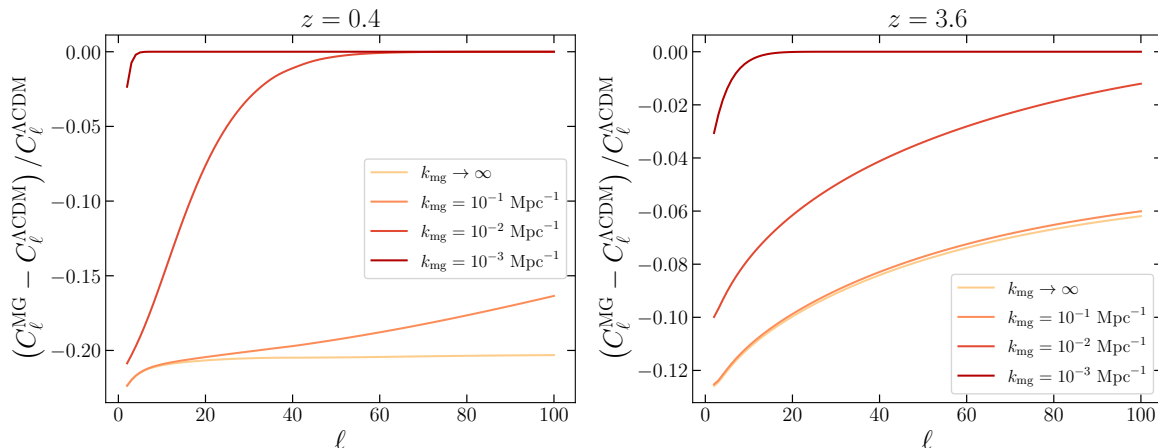 z = 0.4
(C_ℓ^MG − C_ℓ^ΛCDM) / C_ℓ^ΛCDM
0.00
−0.05
−0.10
−0.15
−0.20
k_mg → ∞
k_mg = 10^−1 Mpc^−1
k_mg = 10^−2 Mpc^−1
k_mg = 10^−3 Mpc^−1
0 20 40 60 80 100
ℓ
z = 3.6
(C_ℓ^MG − C_ℓ^ΛCDM) / C_ℓ^ΛCDM
0.00
−0.02
−0.04
−0.06
−0.08
−0.10
−0.12
k_mg → ∞
k_mg = 10^−1 Mpc^−1
k_mg = 10^−2 Mpc^−1
k_mg = 10^−3 Mpc^−1
0 20 40 60 80 100
ℓ